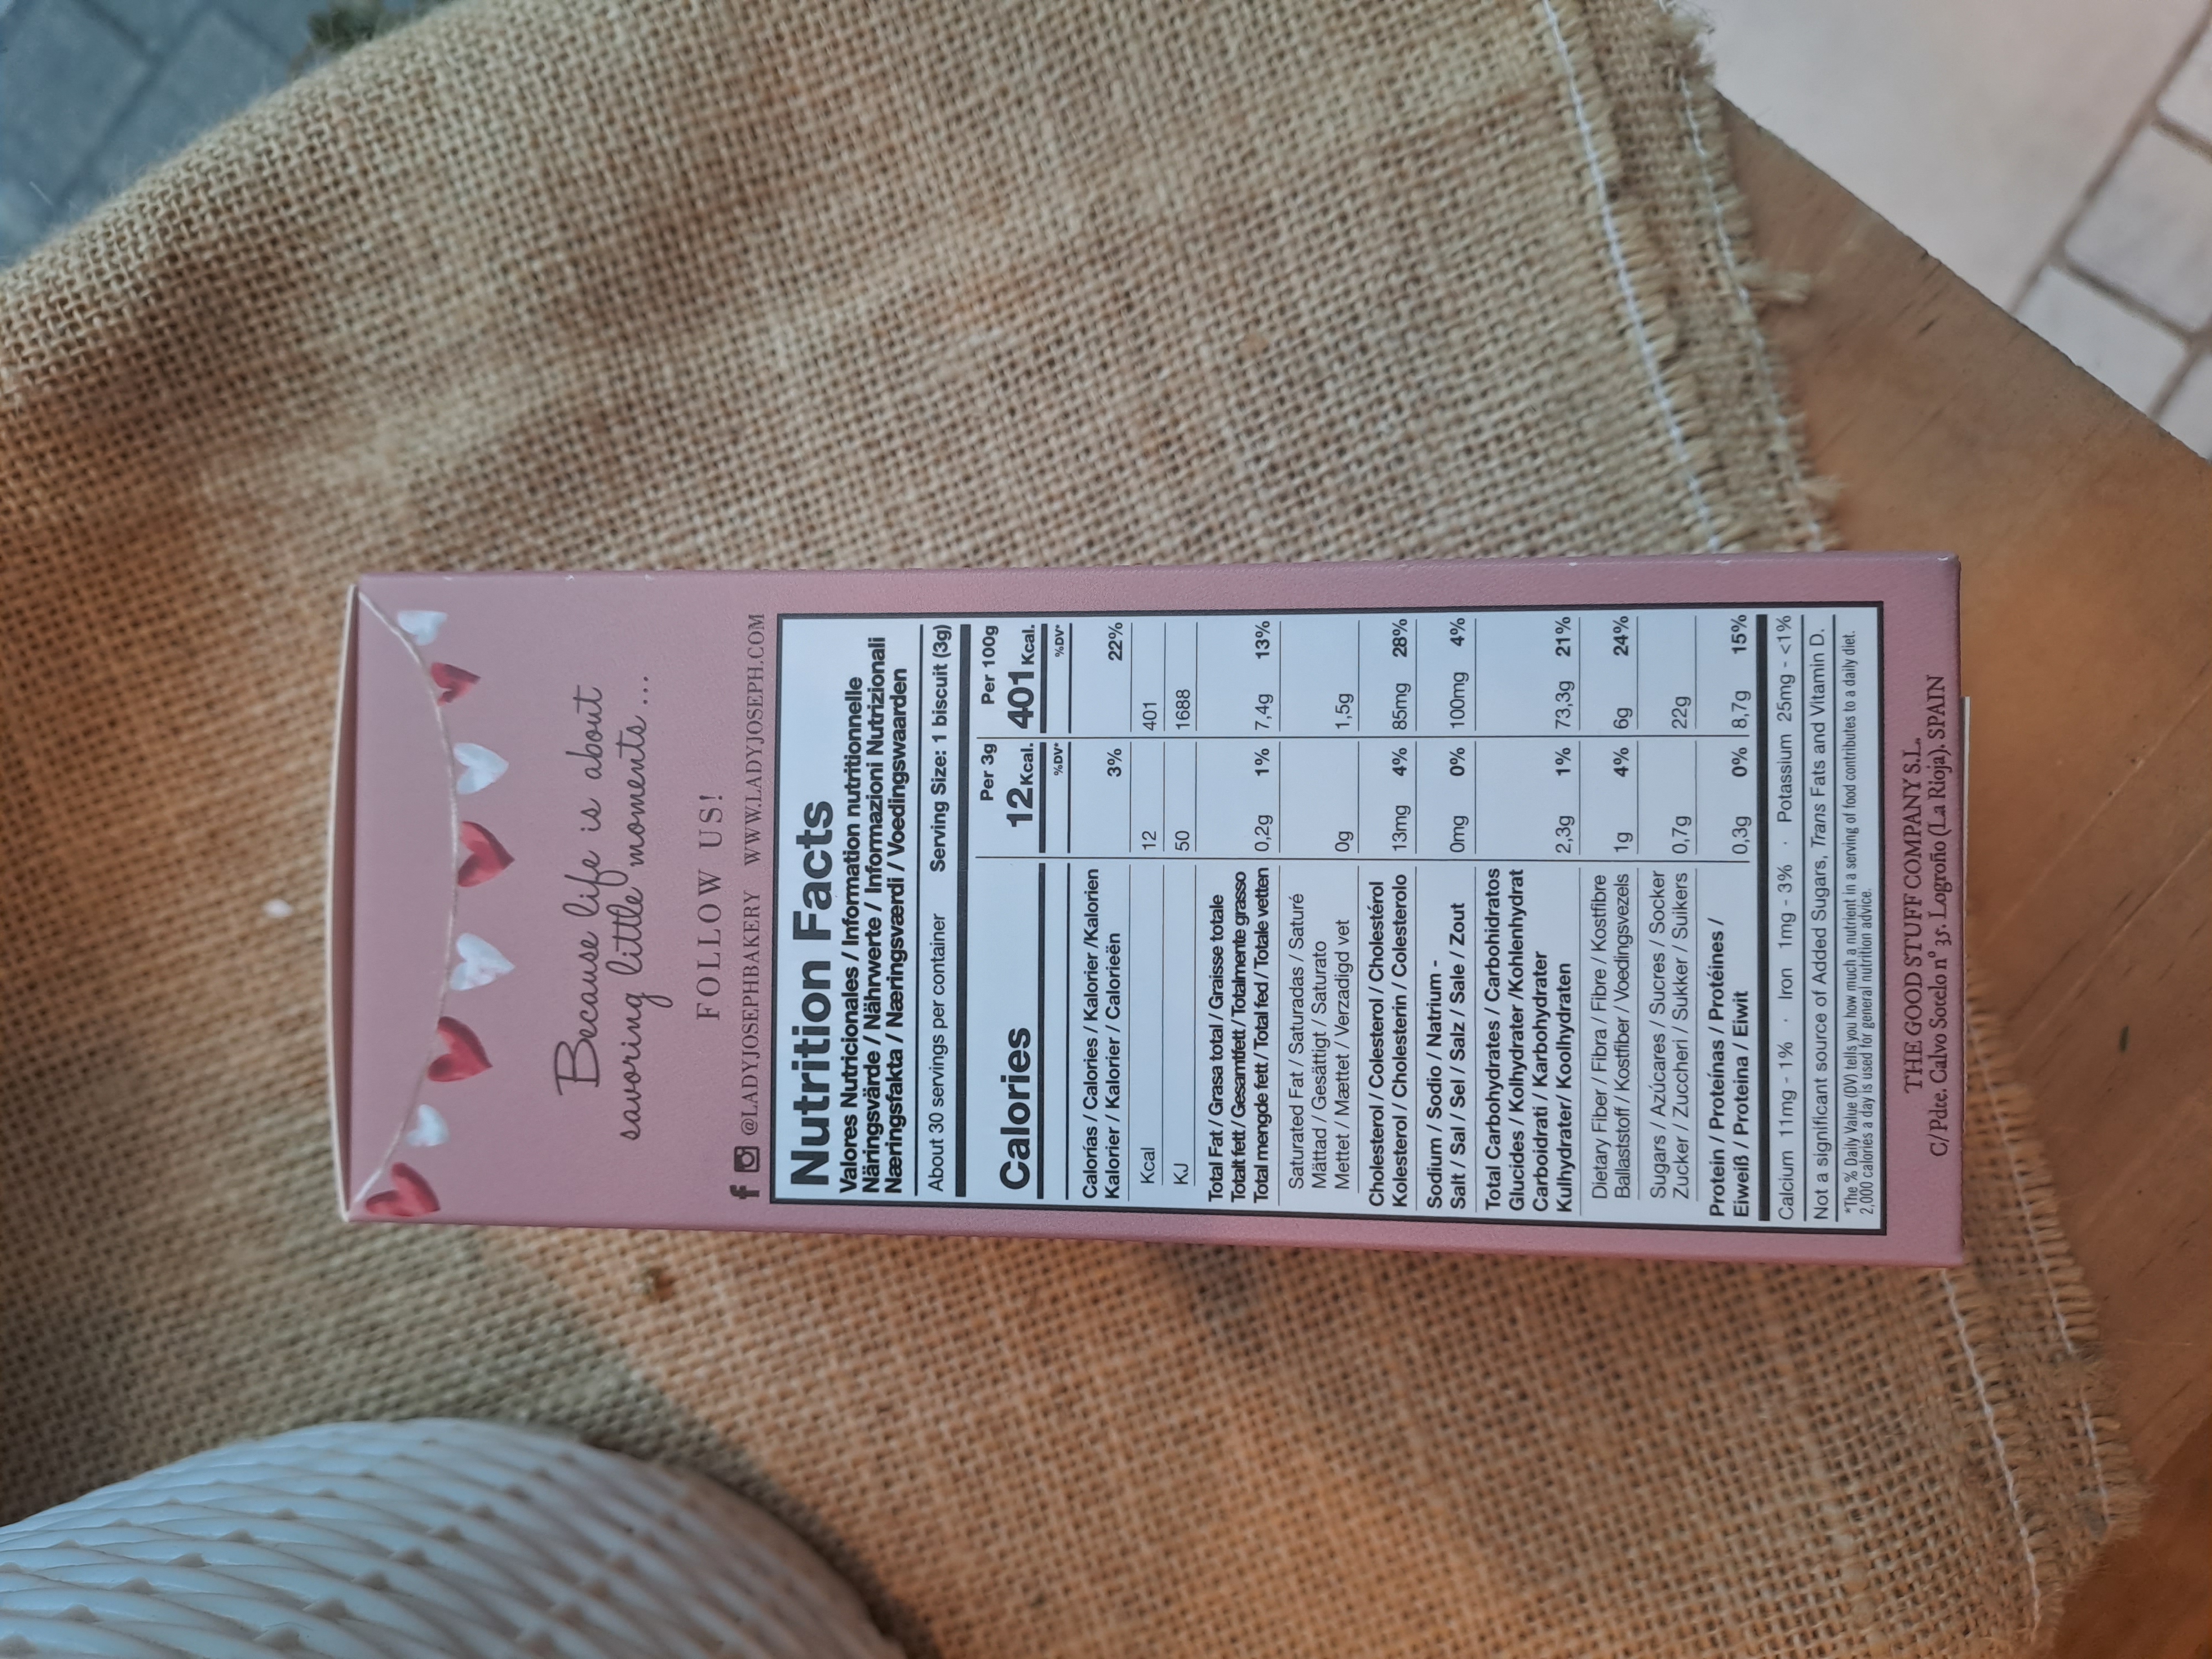 Because life is about
savoring little moments ...
FOLLOW US!
f @LADYJOSEPHBAKERY WWW.LADYJOSEPH.COM
Nutrition Facts
Valores Nutricionales / Information nutritionnelle
Näringsvärde / Nährwerte / Informazioni Nutrizionali
Næringsfakta / Næringsværdi / Voedingswaarden
About 30 servings per container Serving Size: 1 biscuit (3g)
Per 3g Per 100g
Calories 12Kcal. 401 Kcal.
%DV* %DV*
Calorías / Calories / Kalorier /Kalorien
Kalorier / Kalorier / Calorieën 3% 22%
Kcal 12 401
KJ 50 1688
Total Fat / Grasa total / Graisse totale
Totalt fett / Gesamtfett / Totalmente grasso
Total mengde fett / Total fed / Totale vetten 0,2g 1% 7,4g 13%
Saturated Fat / Saturadas / Saturé
Mättad / Gesättigt / Saturato
Mettet / Mættet / Verzadigd vet 0g 1,5g
Cholesterol / Colesterol / Cholestérol
Kolesterol / Cholesterin / Colesterolo 13mg 4% 85mg 28%
Sodium / Sodio / Natrium -
Salt / Sal / Sel / Salz / Sale / Zout 0mg 0% 100mg 4%
Total Carbohydrates / Carbohidratos
Glucides / Kolhydrater /Kohlenhydrat
Carboidrati / Karbohydrater
Kulhydrater/ Koolhydraten 2,3g 1% 73,3g 21%
Dietary Fiber / Fibra / Fibre / Kostfibre
Ballaststoff / Kostfiber / Voedingsvezels 1g 4% 6g 24%
Sugars / Azúcares / Sucres / Socker
Zucker / Zuccheri / Sukker / Suikers 0,7g 22g
Protein / Proteínas / Protéines /
Eiweiß / Proteina / Eiwit 0,3g 0% 8,7g 15%
Calcium 11mg - 1% · Iron 1mg - 3% · Potassium 25mg - <1%
Not a significant source of Added Sugars, Trans Fats and Vitamin D.
*The % Daily Value (DV) tells you how much a nutrient in a serving of food contributes to a daily diet.
2,000 calories a day is used for general nutrition advice.
THE GOOD STUFF COMPANY S.L.
C/Pdte. Calvo Sotelo nº 35. Logroño (La Rioja). SPAIN